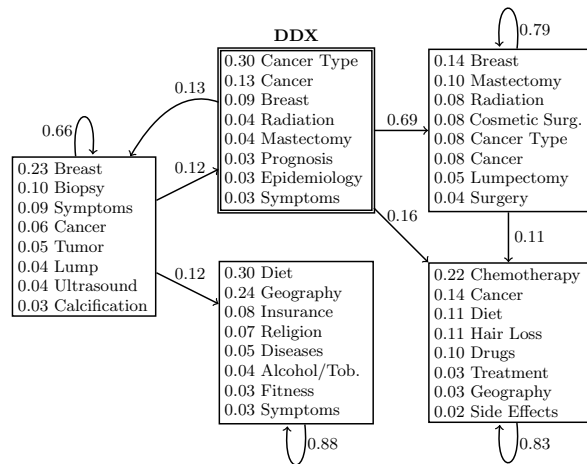 DDX
0.30 Cancer Type
0.13 Cancer
0.09 Breast
0.04 Radiation
0.04 Mastectomy
0.03 Prognosis
0.03 Epidemiology
0.03 Symptoms
0.79
0.14 Breast
0.10 Mastectomy
0.08 Radiation
0.08 Cosmetic Surg.
0.08 Cancer Type
0.08 Cancer
0.05 Lumpectomy
0.04 Surgery
0.13
0.69
0.66
0.12
0.23 Breast
0.10 Biopsy
0.09 Symptoms
0.06 Cancer
0.05 Tumor
0.04 Lump
0.04 Ultrasound
0.03 Calcification
0.16
0.11
0.12
0.30 Diet
0.24 Geography
0.08 Insurance
0.07 Religion
0.05 Diseases
0.04 Alcohol/Tob.
0.03 Fitness
0.03 Symptoms
0.88
0.22 Chemotherapy
0.14 Cancer
0.11 Diet
0.11 Hair Loss
0.10 Drugs
0.03 Treatment
0.03 Geography
0.02 Side Effects
0.83